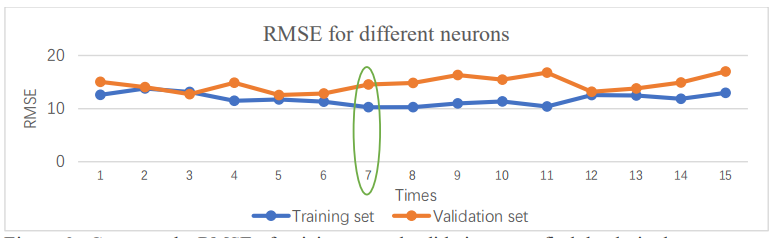 RMSE for different neurons
20
10
0
RMSE
1 2 3 4 5 6 7 8 9 10 11 12 13 14 15
Times
Training set Validation set